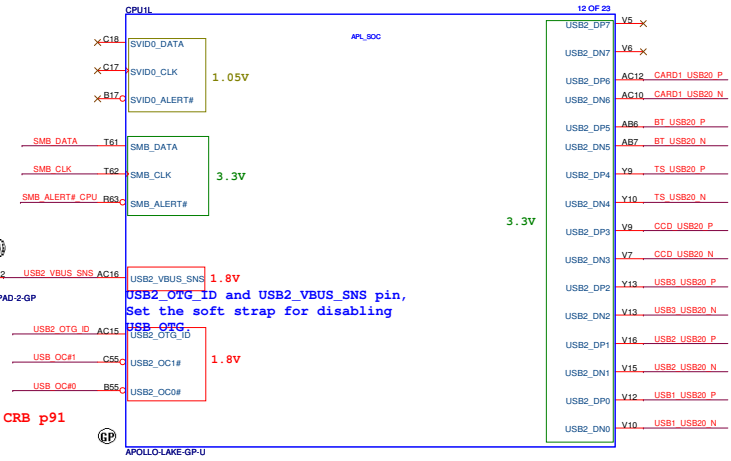 CPU1L
12 OF 23
APL_SOC
C18
SVID0_DATA
C17
SVID0_CLK
B17
SVID0_ALERT#
1.05V
SMB_DATA
T61
SMB_DATA
SMB_CLK
T62
SMB_CLK
SMB_ALERT#_CPU
R63
SMB_ALERT#
3.3V
2
USB2_VBUS_SNS
AC16
USB2_VBUS_SNS
1.8V
PAD-2-GP
USB2_OTG_ID and USB2_VBUS_SNS pin,
Set the soft strap for disabling
USB OTG.
USB2_OTG_ID
AC15
USB2_OTG_ID
USB_OC#1
C55
USB2_OC1#
USB_OC#0
B55
USB2_OC0#
1.8V
CRB p91
GP
APOLLO-LAKE-GP-U
3.3V
USB2_DP7
V5
USB2_DN7
V6
USB2_DP6
AC12
CARD1_USB20_P
USB2_DN6
AC10
CARD1_USB20_N
USB2_DP5
AB6
BT_USB20_P
USB2_DN5
AB7
BT_USB20_N
USB2_DP4
Y9
TS_USB20_P
USB2_DN4
Y10
TS_USB20_N
USB2_DP3
V9
CCD_USB20_P
USB2_DN3
V7
CCD_USB20_N
USB2_DP2
Y13
USB3_USB20_P
USB2_DN2
V13
USB3_USB20_N
USB2_DP1
V16
USB2_USB20_P
USB2_DN1
V15
USB2_USB20_N
USB2_DP0
V12
USB1_USB20_P
USB2_DN0
V10
USB1_USB20_N